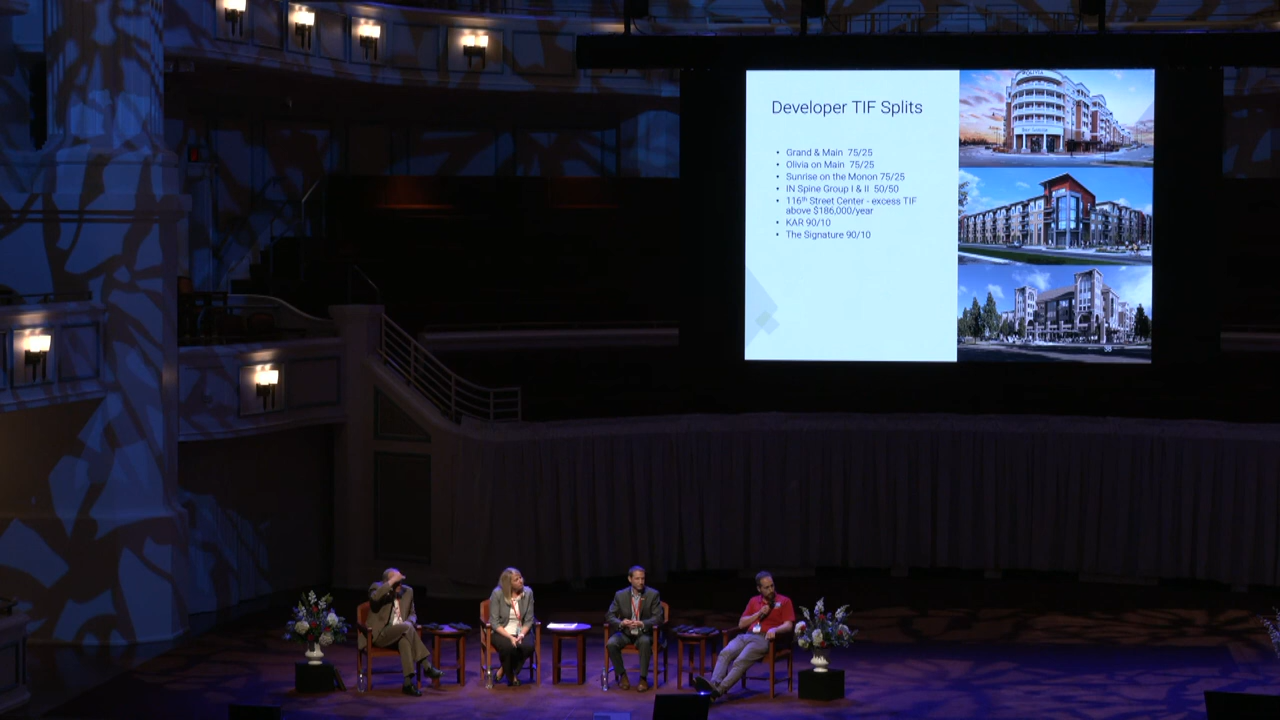 Developer TIF Splits
• Grand & Main 75/25
• Olivia on Main 75/25
• Sunrise on the Monon 75/25
• IN Spine Group I & II 50/50
• 116th Street Center - excess TIF
above $186,000/year
• KAR 90/10
• The Signature 90/10
OLIVIA